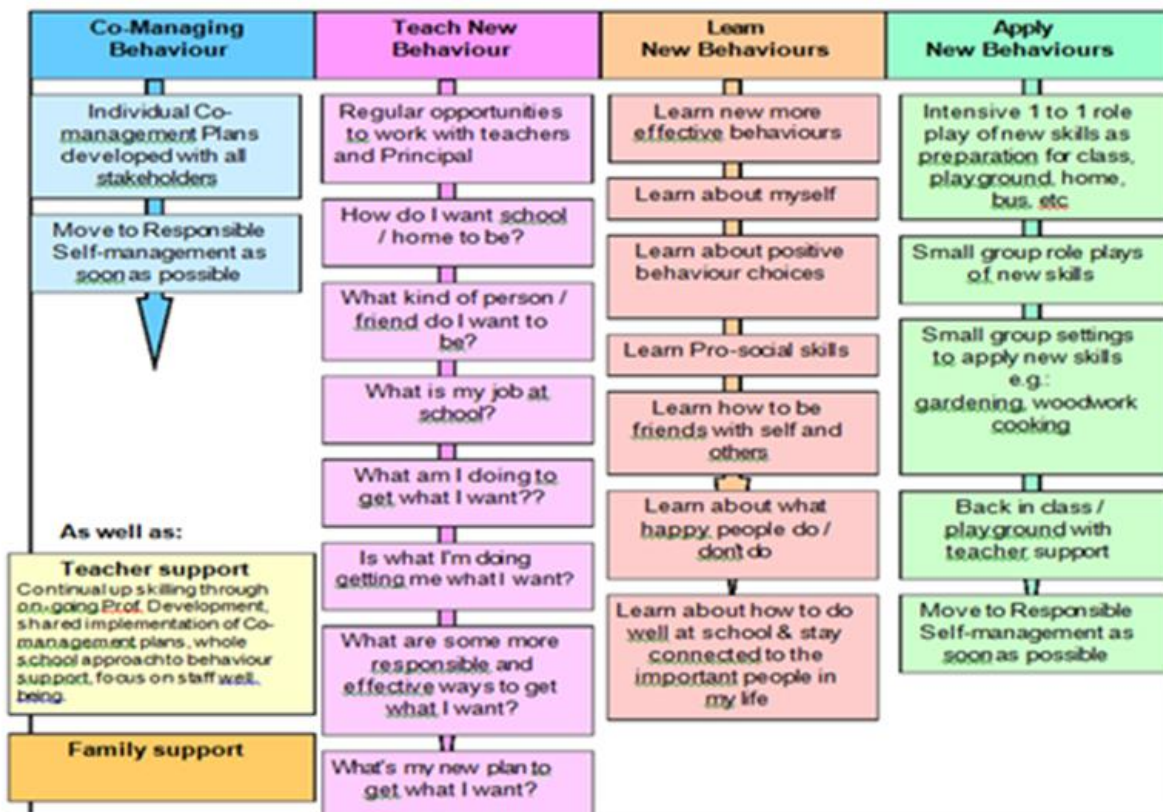 Co-Managing
Behaviour
Individual Co-
management Plans
developed with all
stakeholders
Move to Responsible
Self-management as
soon as possible
As well as:
Teacher support
Continual up skilling through
on-going Prof. Development,
shared implementation of Co-
management plans, whole
school approach to behaviour
support, focus on staff well
being.
Family support
Teach New
Behaviour
Regular opportunities
to work with teachers
and Principal
How do I want school
/ home to be?
What kind of person /
friend do I want to
be?
What is my job at
school?
What am I doing to
get what I want??
Is what I'm doing
getting me what I want?
What are some more
responsible and
effective ways to get
what I want?
What's my new plan to
get what I want?
Learn
New Behaviours
Learn new more
effective behaviours
Learn about myself
Learn about positive
behaviour choices
Learn Pro-social skills
Learn how to be
friends with self and
others
Learn about what
happy people do /
don't do
Learn about how to do
well at school & stay
connected to the
important people in
my life
Apply
New Behaviours
Intensive 1 to 1 role
play of new skills as
preparation for class,
playground, home,
bus, etc
Small group role plays
of new skills
Small group settings
to apply new skills
e.g.:
gardening, woodwork
cooking
Back in class /
playground with
teacher support
Move to Responsible
Self-management as
soon as possible